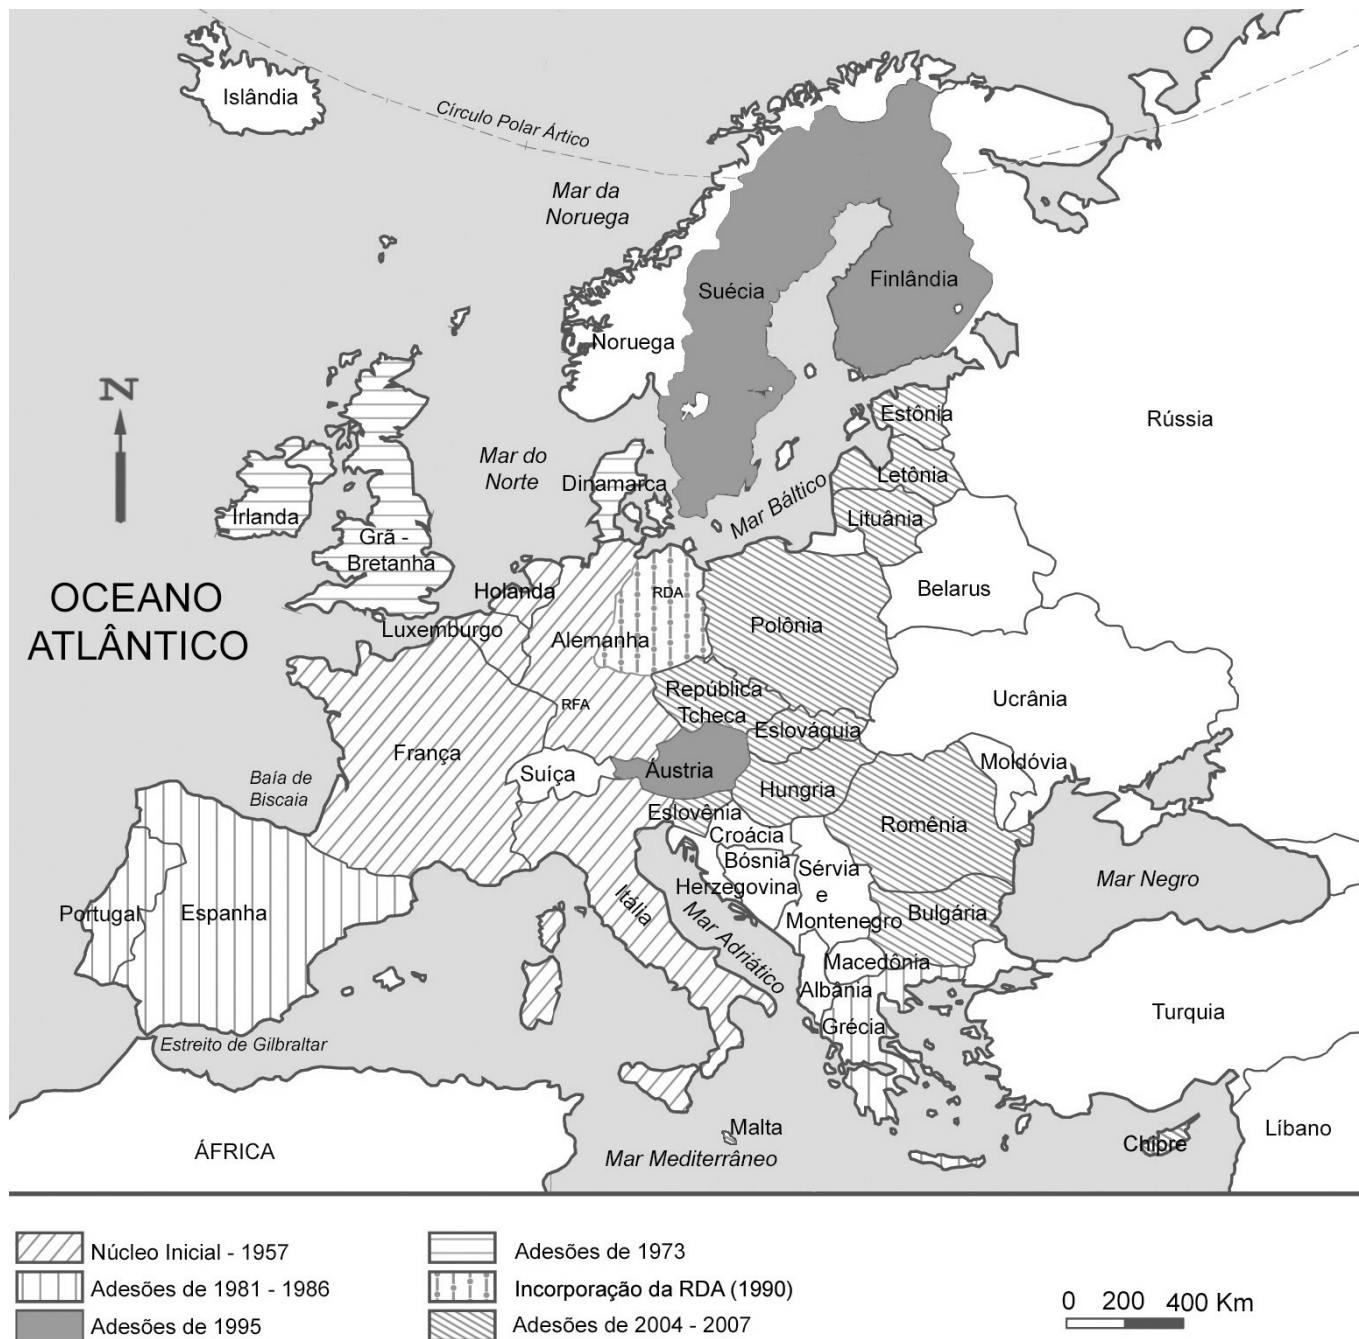 Islândia
Círculo Polar Ártico
Mar da
Noruega
Suécia
Finlândia
Noruega
N
Rússia
Estônia
Mar do
Norte
Dinamarca
Letônia
Mar Báltico
Lituânia
Irlanda
Grã -
Bretanha
Belarus
OCEANO
ATLÂNTICO
Holanda
RDA
Luxemburgo
Alemanha
Polônia
República
Tcheca
Ucrânia
RFA
Eslováquia
França
Suíça
Áustria
Moldóvia
Baía de
Biscaia
Hungria
Eslovênia
Romênia
Croácia
Bósnia
Herzegovina
Sérvia
e
Montenegro
Mar Negro
Portugal
Espanha
Itália
Mar Adriático
Bulgária
Macedônia
Albânia
Grécia
Turquia
Estreito de Gilbraltar
Malta
Chipre
Líbano
ÁFRICA
Mar Mediterrâneo
Núcleo Inicial - 1957
Adesões de 1973
Adesões de 1981 - 1986
Incorporação da RDA (1990)
Adesões de 1995
Adesões de 2004 - 2007
0 200 400 Km